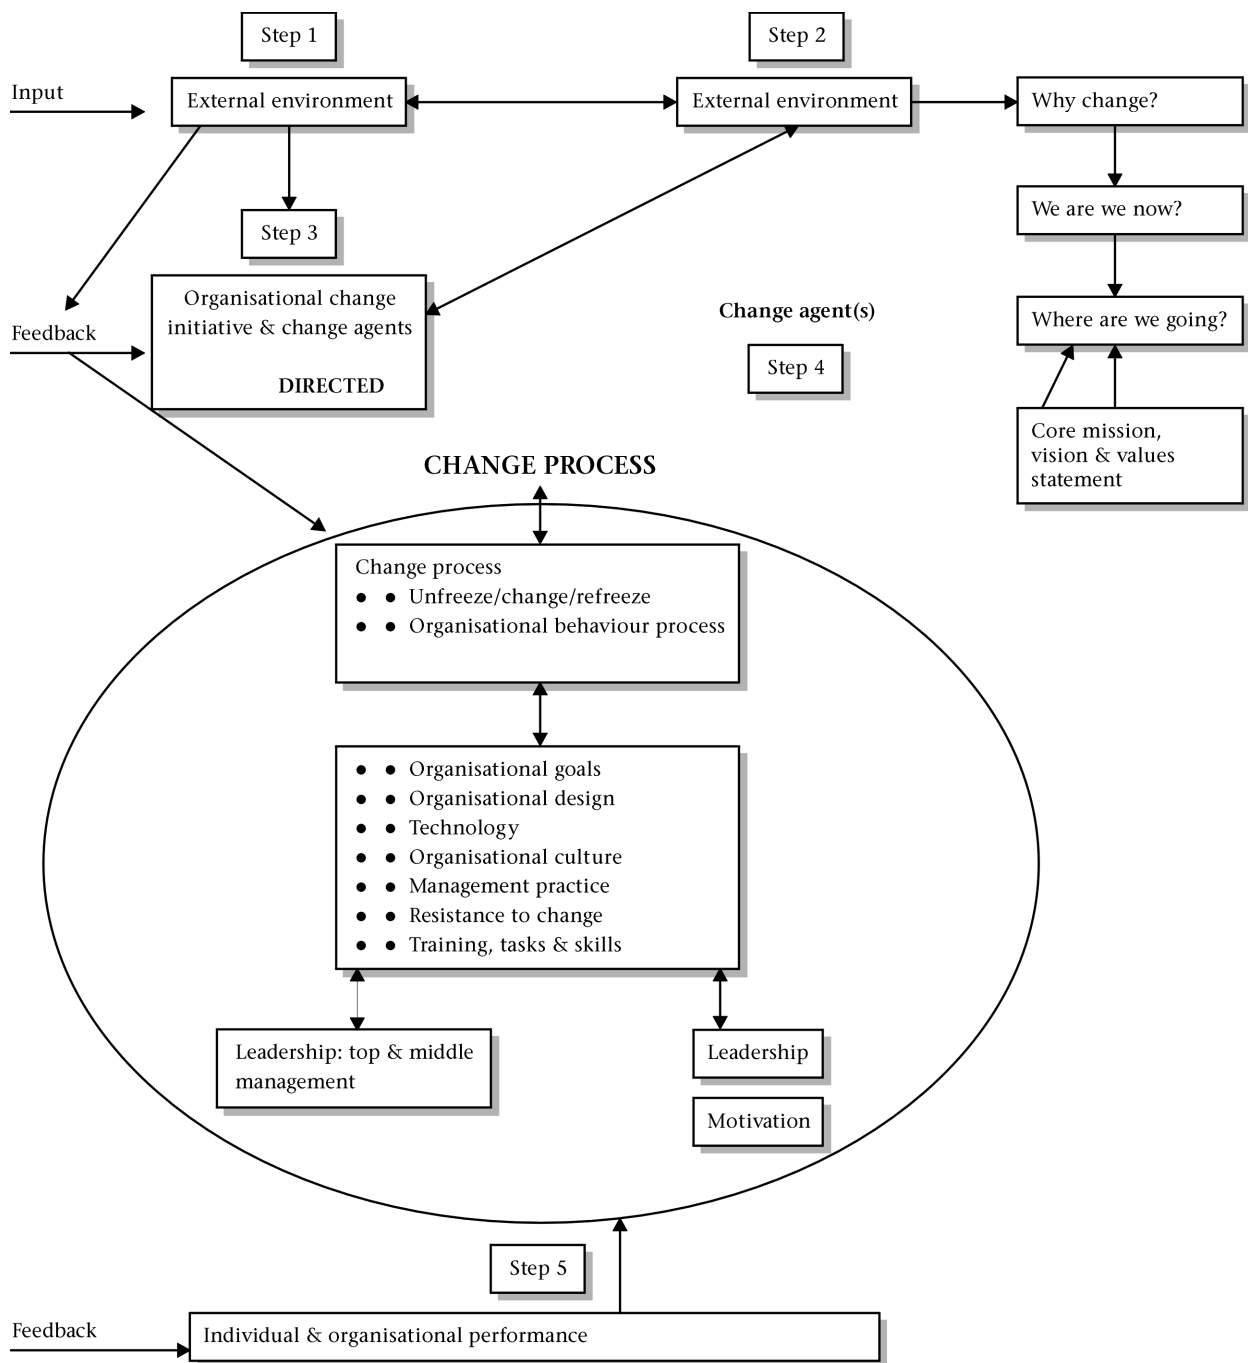 Step 1
Step 2
Input
External environment
External environment
Why change?
We are we now?
Step 3
Organisational change
initiative & change agents
DIRECTED
Feedback
Change agent(s)
Step 4
Where are we going?
Core mission,
vision & values
statement
CHANGE PROCESS
Change process
● ● Unfreeze/change/refreeze
● ● Organisational behaviour process
● ● Organisational goals
● ● Organisational design
● ● Technology
● ● Organisational culture
● ● Management practice
● ● Resistance to change
● ● Training, tasks & skills
Leadership: top & middle
management
Leadership
Motivation
Step 5
Feedback
Individual & organisational performance